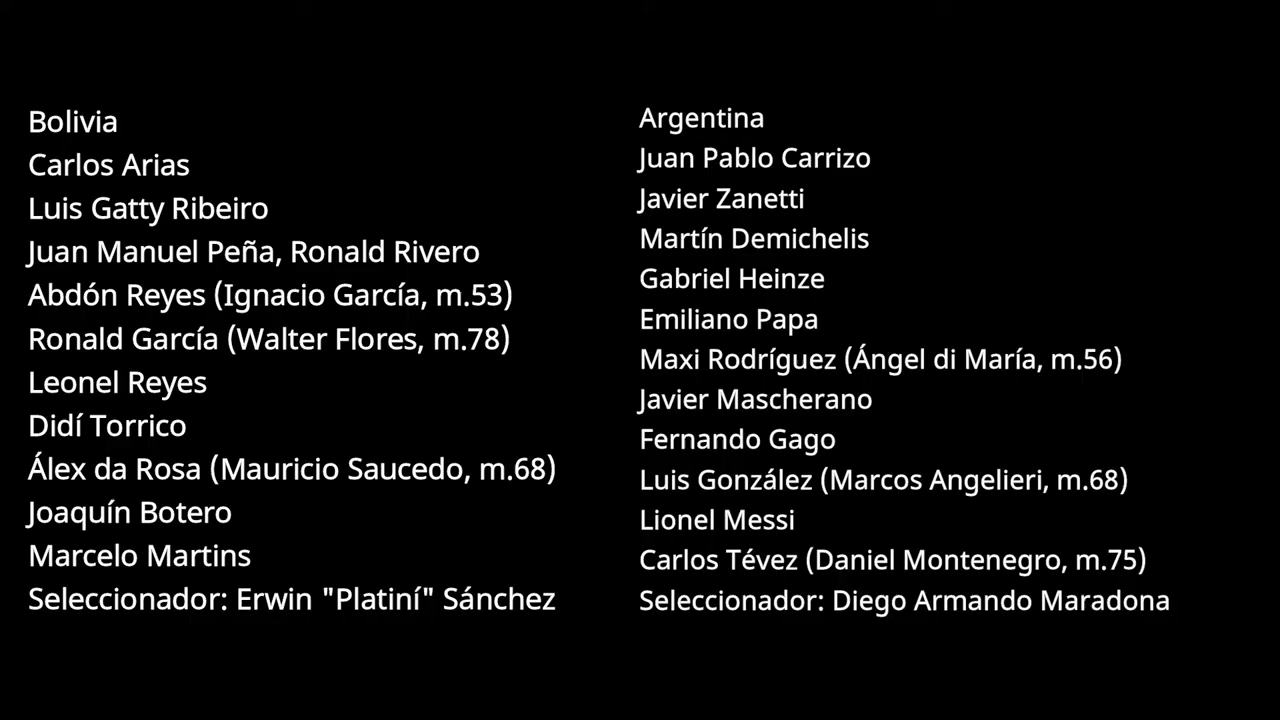 Bolivia
Carlos Arias
Luis Gatty Ribeiro
Juan Manuel Peña, Ronald Rivero
Abdón Reyes (Ignacio García, m.53)
Ronald García (Walter Flores, m.78)
Leonel Reyes
Didí Torrico
Álex da Rosa (Mauricio Saucedo, m.68)
Joaquín Botero
Marcelo Martins
Seleccionador: Erwin "Platiní" Sánchez
Argentina
Juan Pablo Carrizo
Javier Zanetti
Martín Demichelis
Gabriel Heinze
Emiliano Papa
Maxi Rodríguez (Ángel di María, m.56)
Javier Mascherano
Fernando Gago
Luis González (Marcos Angelieri, m.68)
Lionel Messi
Carlos Tévez (Daniel Montenegro, m.75)
Seleccionador: Diego Armando Maradona